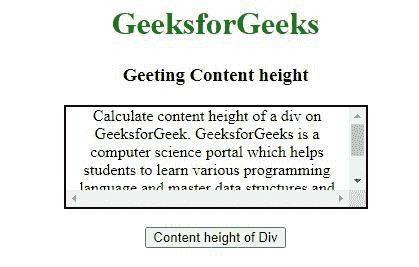 GeeksforGeeks
Geeting Content height
Calculate content height of a div on
GeeksforGeek. GeeksforGeeks is a
computer science portal which helps
students to learn various programming
language and master data structures and
Content height of Div